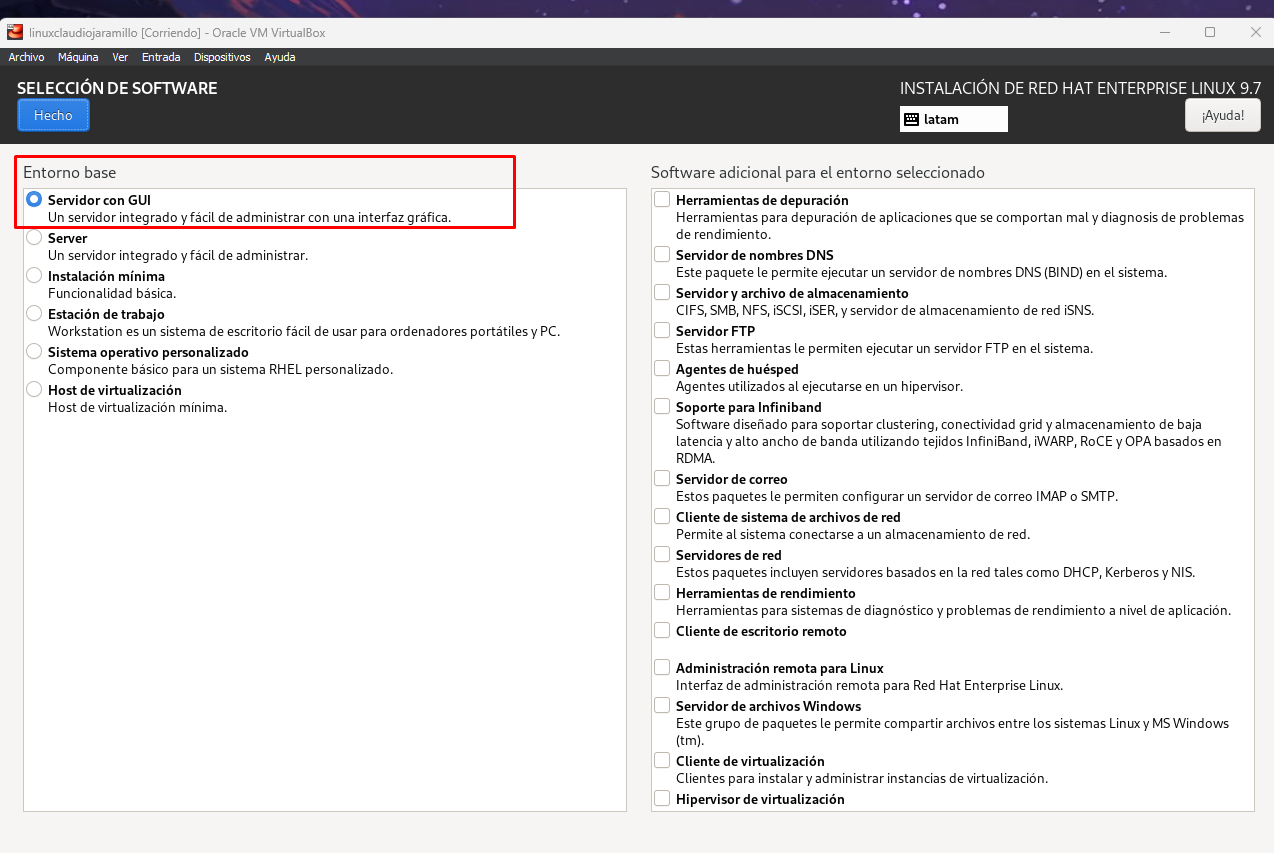 linuxclaudiojaramillo [Corriendo] - Oracle VM VirtualBox
Archivo Máquina Ver Entrada Dispositivos Ayuda
SELECCIÓN DE SOFTWARE
INSTALACIÓN DE RED HAT ENTERPRISE LINUX 9.7
Hecho
latam
¡Ayuda!
Entorno base
Servidor con GUI
Un servidor integrado y fácil de administrar con una interfaz gráfica.
Server
Un servidor integrado y fácil de administrar.
Instalación mínima
Funcionalidad básica.
Estación de trabajo
Workstation es un sistema de escritorio fácil de usar para ordenadores portátiles y PC.
Sistema operativo personalizado
Componente básico para un sistema RHEL personalizado.
Host de virtualización
Host de virtualización mínima.
Software adicional para el entorno seleccionado
Herramientas de depuración
Herramientas para depuración de aplicaciones que se comportan mal y diagnosis de problemas
de rendimiento.
Servidor de nombres DNS
Este paquete le permite ejecutar un servidor de nombres DNS (BIND) en el sistema.
Servidor y archivo de almacenamiento
CIFS, SMB, NFS, iSCSI, iSER, y servidor de almacenamiento de red iSNS.
Servidor FTP
Estas herramientas le permiten ejecutar un servidor FTP en el sistema.
Agentes de huésped
Agentes utilizados al ejecutarse en un hipervisor.
Soporte para Infiniband
Software diseñado para soportar clustering, conectividad grid y almacenamiento de baja
latencia y alto ancho de banda utilizando tejidos InfiniBand, iWARP, RoCE y OPA basados en
RDMA.
Servidor de correo
Estos paquetes le permiten configurar un servidor de correo IMAP o SMTP.
Cliente de sistema de archivos de red
Permite al sistema conectarse a un almacenamiento de red.
Servidores de red
Estos paquetes incluyen servidores basados en la red tales como DHCP, Kerberos y NIS.
Herramientas de rendimiento
Herramientas para sistemas de diagnóstico y problemas de rendimiento a nivel de aplicación.
Cliente de escritorio remoto
Administración remota para Linux
Interfaz de administración remota para Red Hat Enterprise Linux.
Servidor de archivos Windows
Este grupo de paquetes le permite compartir archivos entre los sistemas Linux y MS Windows
(tm).
Cliente de virtualización
Clientes para instalar y administrar instancias de virtualización.
Hipervisor de virtualización